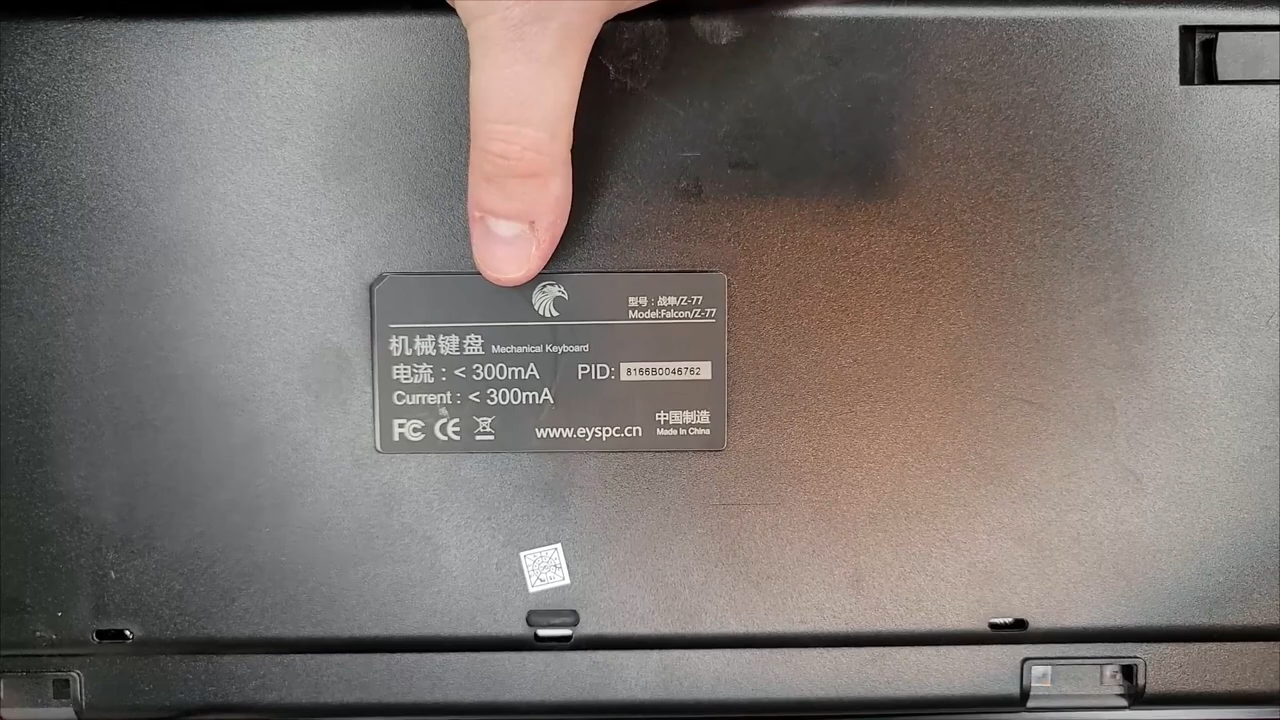 型号：战隼/Z-77
Model:Falcon/Z-77
机械键盘 Mechanical Keyboard
电流：< 300mA PID: 8166B0046762
Current：< 300mA
FC CE
www.eyspc.cn 中国制造
Made in China